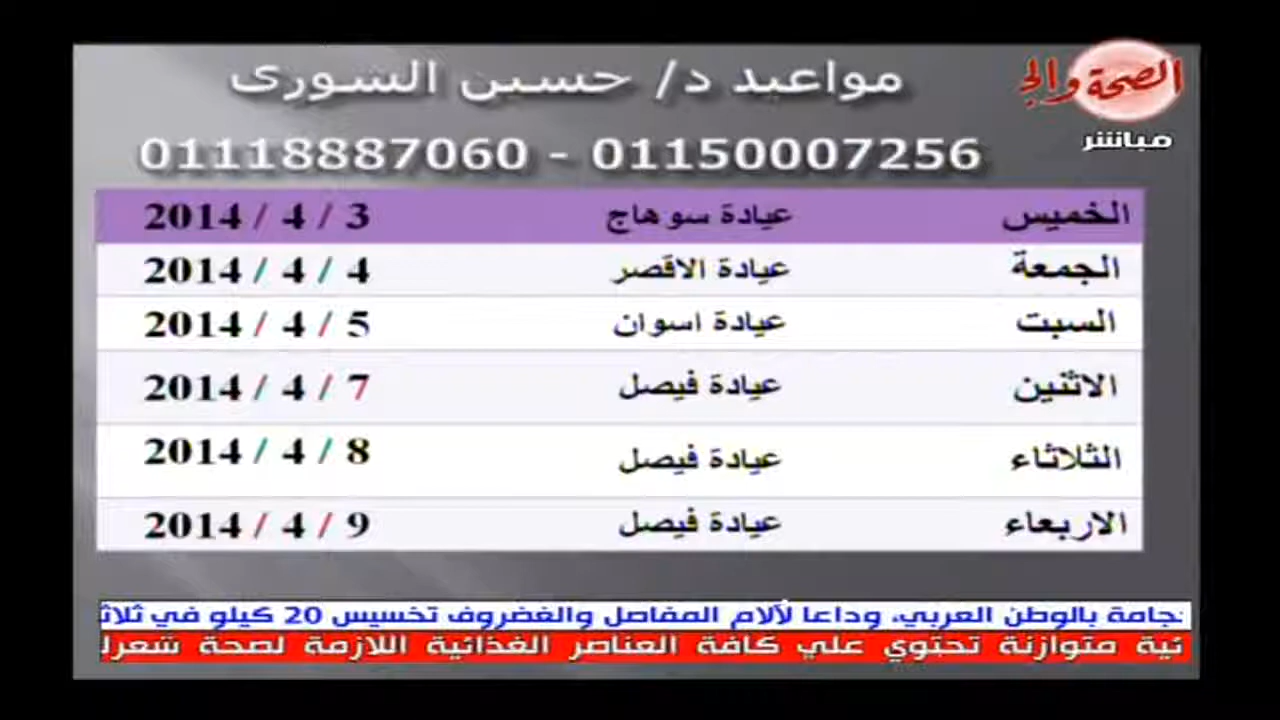 مواعيد د/ حسين الشورى
الصحة والج
مباشر
01118887060 - 01150007256
الخميس عيادة سوهاج 2014 / 4 / 3
الجمعة عيادة الاقصر 2014 / 4 / 4
السبت عيادة اسوان 2014 / 4 / 5
الاثنين عيادة فيصل 2014 / 4 / 7
الثلاثاء عيادة فيصل 2014 / 4 / 8
الاربعاء عيادة فيصل 2014 / 4 / 9
بالوطن العربي، وداعا لآلام المفاصل والغضروف تخسيس 20 كيلو في
متوازنة تحتوي علي كافة العناصر الغذائية اللازمة لصحة